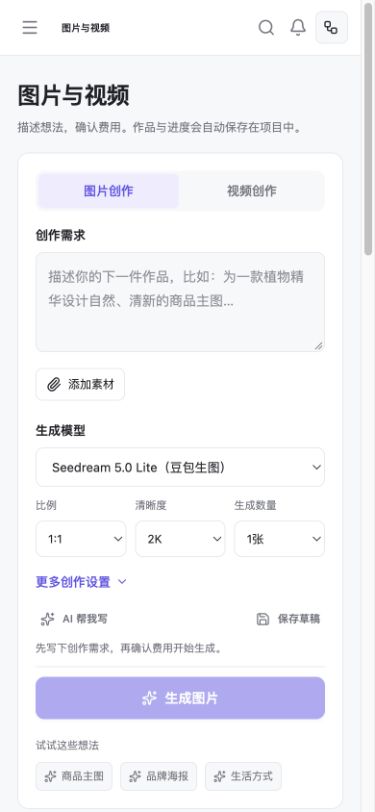 图片与视频
图片与视频
描述想法，确认费用。作品与进度会自动保存在项目中。
图片创作
视频创作
创作需求
描述你的下一件作品，比如：为一款植物精
华设计自然、清新的商品主图...
添加素材
生成模型
Seedream 5.0 Lite（豆包生图）
比例
清晰度
生成数量
1:1
2K
1张
更多创作设置
AI 帮我写
保存草稿
先写下创作需求，再确认费用开始生成。
生成图片
试试这些想法
商品主图
品牌海报
生活方式